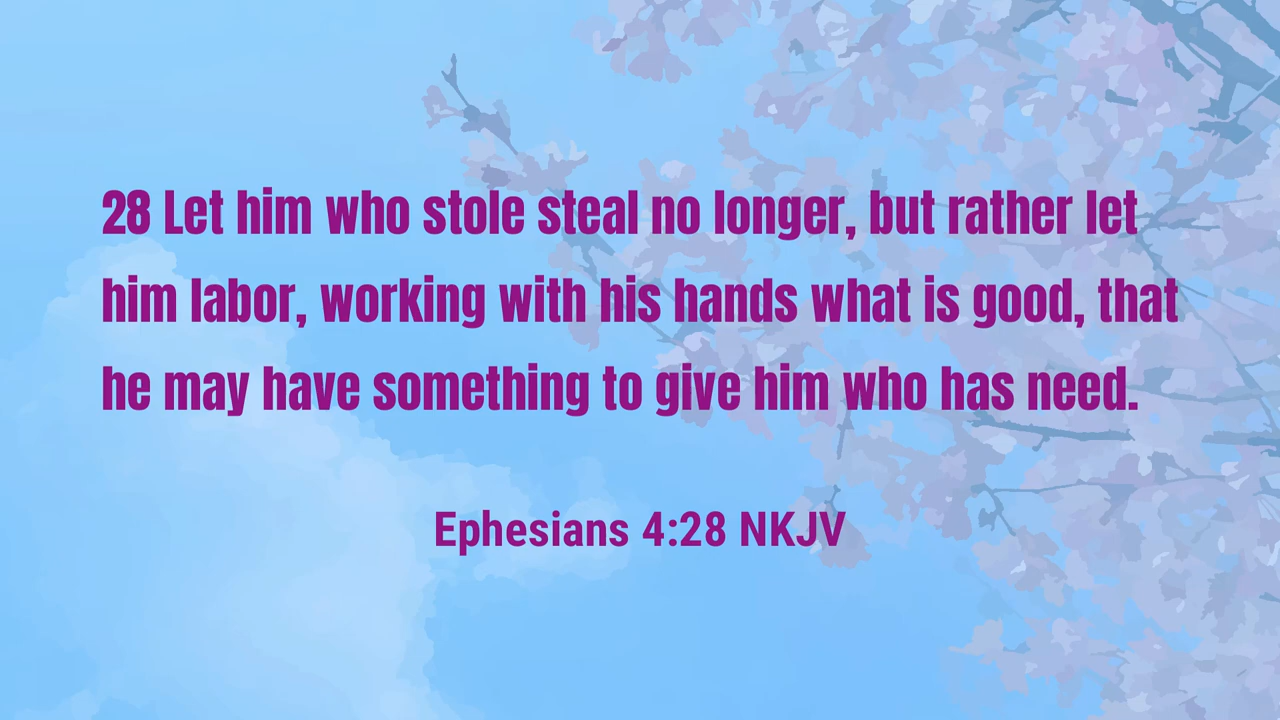 28 Let him who stole steal no longer, but rather let
him labor, working with his hands what is good, that
he may have something to give him who has need.
Ephesians 4:28 NKJV